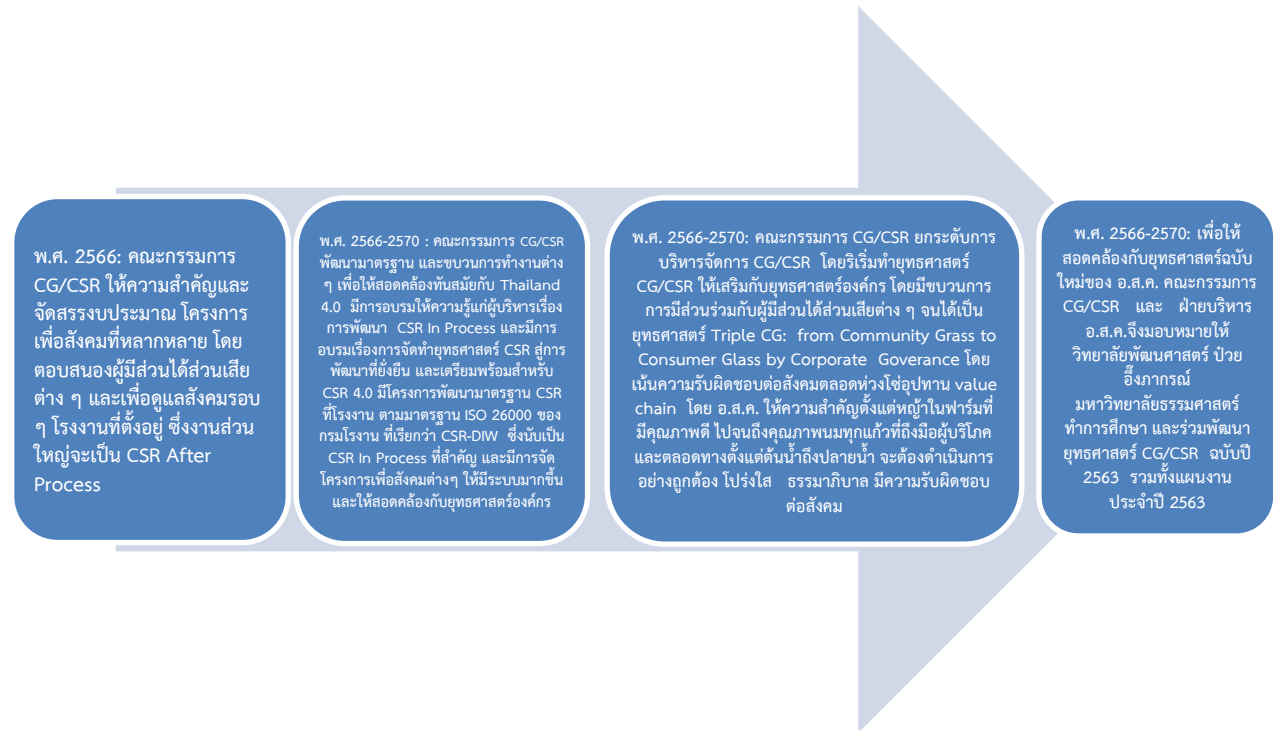 พ.ศ. 2566: คณะกรรมการ
CG/CSR ให้ความสำคัญและ
จัดสรรงบประมาณ โครงการ
เพื่อสังคมที่หลากหลาย โดย
ตอบสนองผู้มีส่วนได้ส่วนเสีย
ต่าง ๆ และเพื่อดูแลสังคมรอบ
ๆ โรงงานที่ตั้งอยู่ ซึ่งงานส่วน
ใหญ่จะเป็น CSR After
Process
พ.ศ. 2566-2570 : คณะกรรมการ CG/CSR
พัฒนามาตรฐาน และขบวนการทำงานต่าง
ๆ เพื่อให้สอดคล้องทันสมัยกับ Thailand
4.0 มีการอบรมให้ความรู้แก่ผู้บริหารเรื่อง
การพัฒนา CSR In Process และมีการ
อบรมเรื่องการจัดทำยุทธศาสตร์ CSR สู่การ
พัฒนาที่ยั่งยืน และเตรียมพร้อมสำหรับ
CSR 4.0 มีโครงการพัฒนามาตรฐาน CSR
ที่โรงงาน ตามมาตรฐาน ISO 26000 ของ
กรมโรงาน ที่เรียกว่า CSR-DIW ซึ่งนับเป็น
CSR In Process ที่สำคัญ และมีการจัด
โครงการเพื่อสังคมต่างๆ ให้มีระบบมากขึ้น
และให้สอดคล้องกับยุทธศาสตร์องค์กร
พ.ศ. 2566-2570: คณะกรรมการ CG/CSR ยกระดับการ
บริหารจัดการ CG/CSR โดยริเริ่มทำยุทธศาสตร์
CG/CSR ให้เสริมกับยุทธศาสตร์องค์กร โดยมีขบวนการ
การมีส่วนร่วมกับผู้มีส่วนได้ส่วนเสียต่าง ๆ จนได้เป็น
ยุทธศาสตร์ Triple CG: from Community Grass to
Consumer Glass by Corporate Goverance โดย
เน้นความรับผิดชอบต่อสังคมตลอดห่วงโซ่อุปทาน value
chain โดย อ.ส.ค. ให้ความสำคัญตั้งแต่หญ้าในฟาร์มที่
มีคุณภาพดี ไปจนถึงคุณภาพนมทุกแก้วที่ถึงมือผู้บริโภค
และตลอดทางตั้งแต่ต้นน้ำถึงปลายน้ำ จะต้องดำเนินการ
อย่างถูกต้อง โปร่งใส ธรรมาภิบาล มีความรับผิดชอบ
ต่อสังคม
พ.ศ. 2566-2570: เพื่อให้
สอดคล้องกับยุทธศาสตร์ฉบับ
ใหม่ของ อ.ส.ค. คณะกรรมการ
CG/CSR และ ฝ่ายบริหาร
อ.ส.ค.จึงมอบหมายให้
วิทยาลัยพัฒนศาสตร์ ป๋วย
อึ๊งภากรณ์
มหาวิทยาลัยธรรมศาสตร์
ทำการศึกษา และร่วมพัฒนา
ยุทธศาสตร์ CG/CSR ฉบับปี
2563 รวมทั้งแผนงาน
ประจำปี 2563